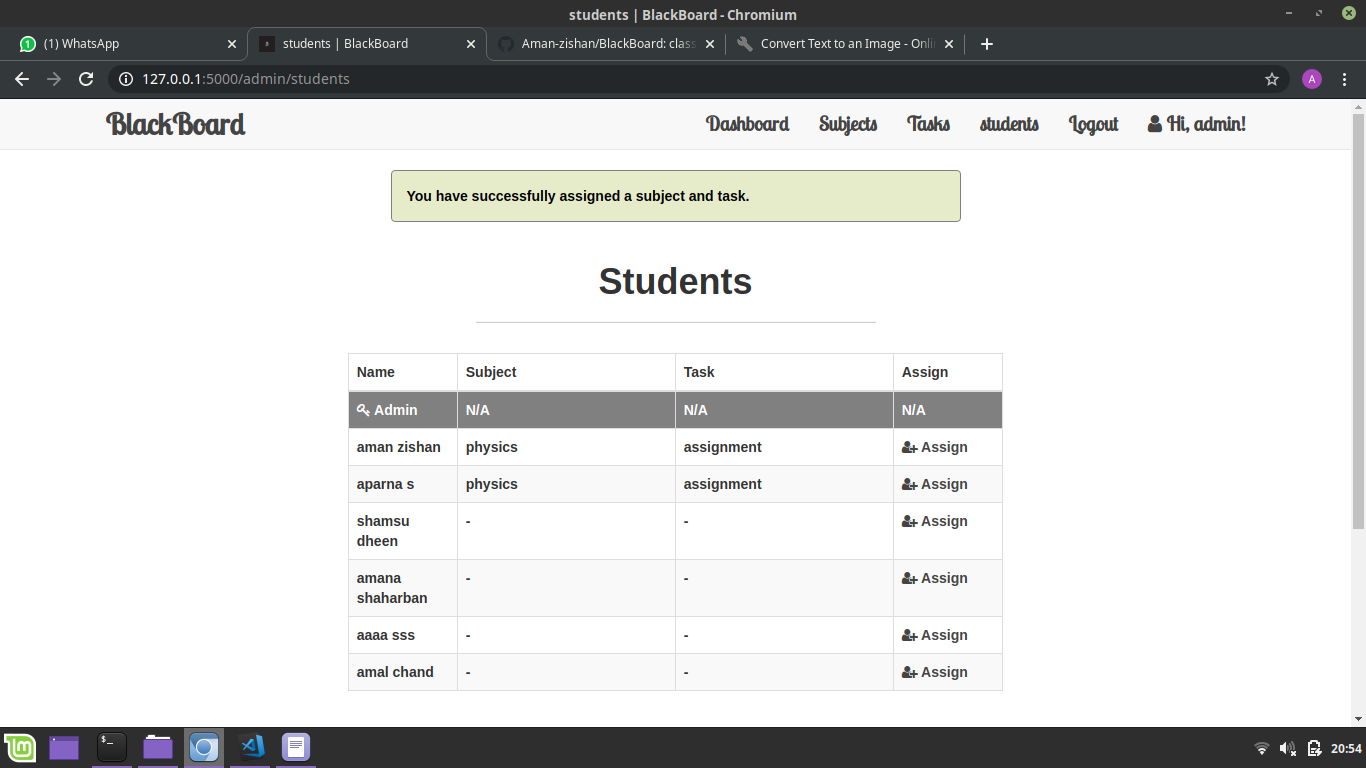 students | BlackBoard - Chromium
(1) WhatsApp
students | BlackBoard
Aman-zishan/BlackBoard: class
Convert Text to an Image - Onli
127.0.0.1:5000/admin/students
A
BlackBoard
Dashboard Subjects Tasks students Logout Hi, admin!
You have successfully assigned a subject and task.
Students
Name Subject Task Assign
Admin N/A N/A N/A
aman zishan physics assignment Assign
aparna s physics assignment Assign
shamsu
dheen - - Assign
amana
shaharban - - Assign
aaaa sss - - Assign
amal chand - - Assign
20:54